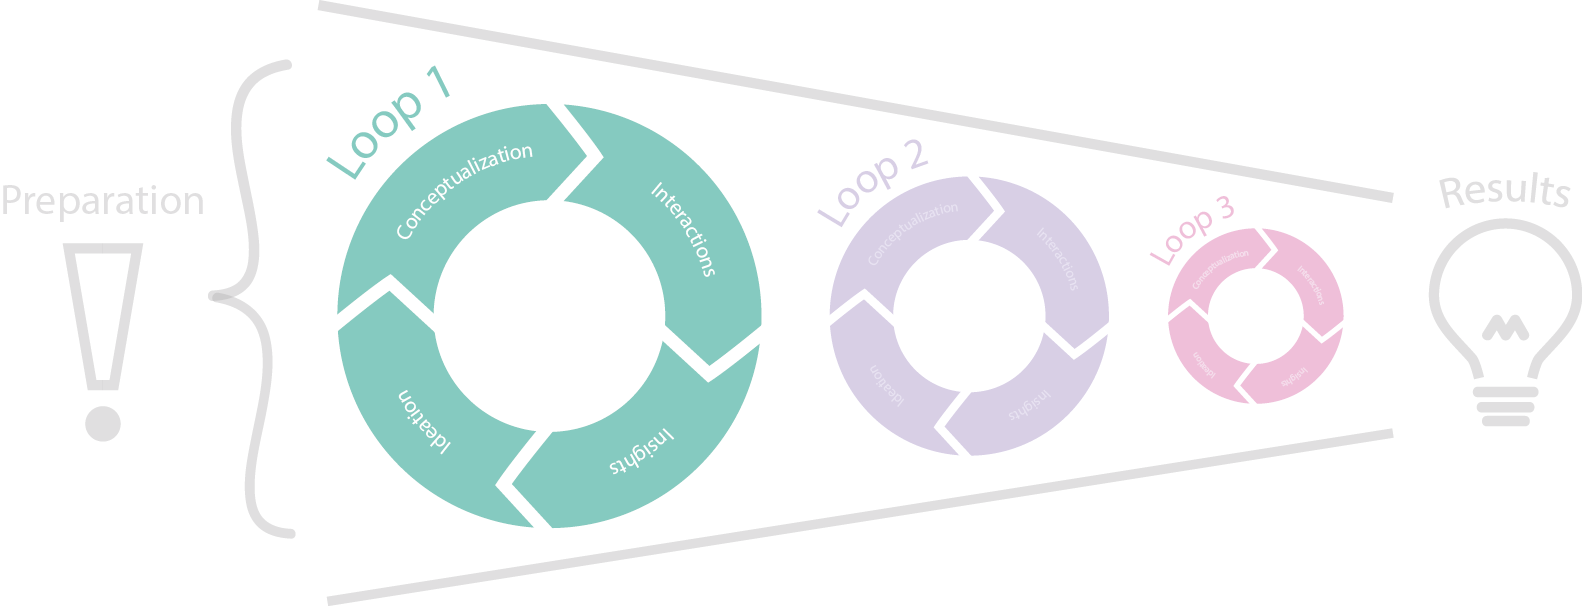 Preparation
Loop 1
Conceptualization
Interactions
Insights
Ideation
Loop 2
Conceptualization
Interactions
Insights
Ideation
Loop 3
Conceptualization
Interactions
Insights
Ideation
Results